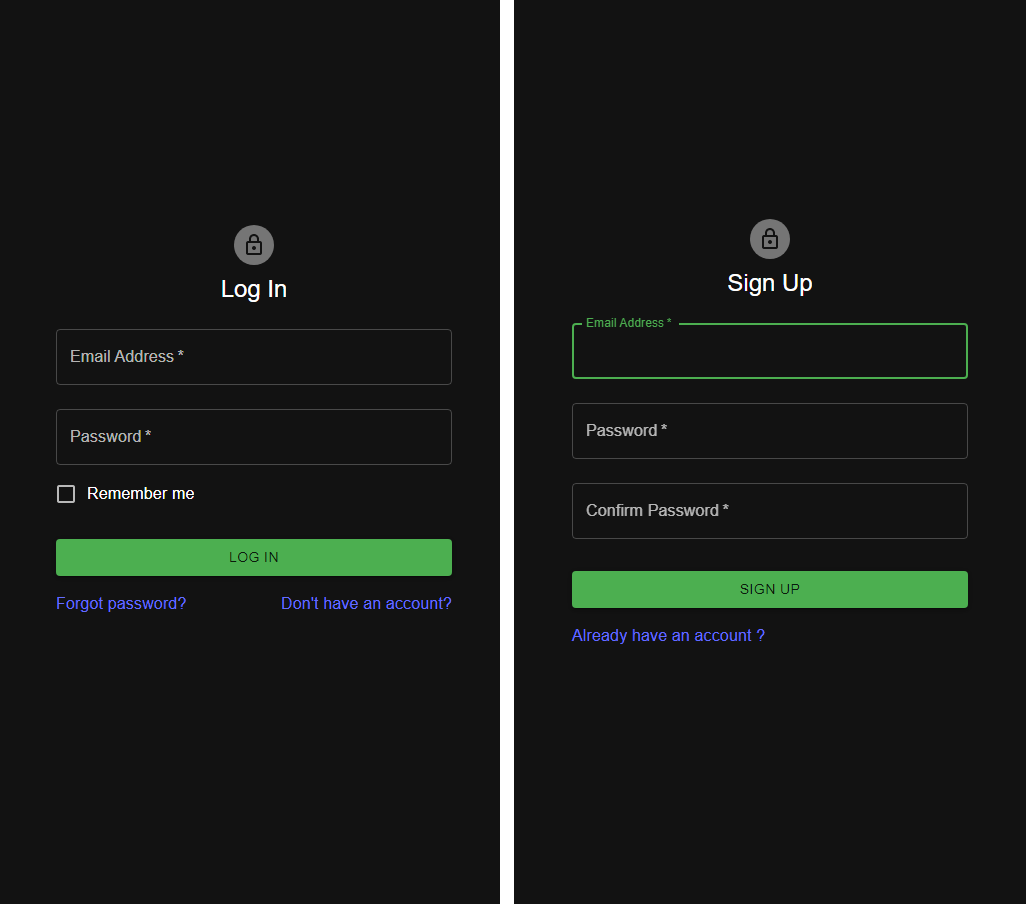 Log In
Email Address *
Password *
Remember me
LOG IN
Forgot password?
Don't have an account?
Sign Up
Email Address *
Password *
Confirm Password *
SIGN UP
Already have an account ?